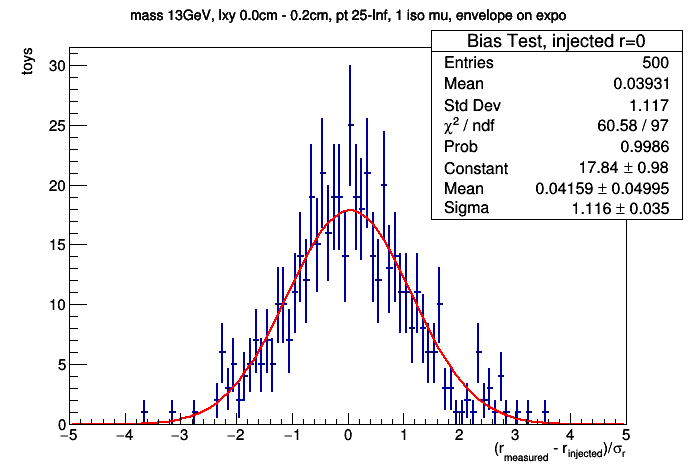 mass 13GeV, lxy 0.0cm - 0.2cm, pt 25-Inf, 1 iso mu, envelope on expo
Bias Test, injected r=0
Entries 500
Mean 0.03931
Std Dev 1.117
χ² / ndf 60.58 / 97
Prob 0.9986
Constant 17.84 ± 0.98
Mean 0.04159 ± 0.04995
Sigma 1.116 ± 0.035
toys
30
25
20
15
10
5
0
−5 −4 −3 −2 −1 0 1 2 3 4 5
(r_measured - r_injected)/σ_r